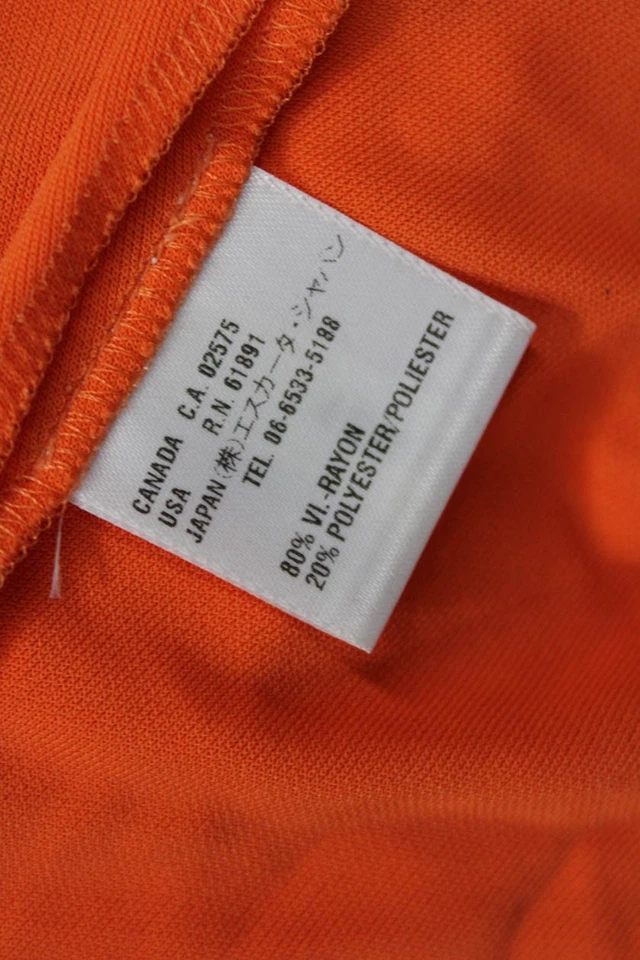 CANADA C.A. 02575
USA R.N. 61891
JAPAN (株)エスカーダ・ジャパン
TEL. 06-6533-5188
80% VI.-RAYON
20% POLYESTER/POLIESTER